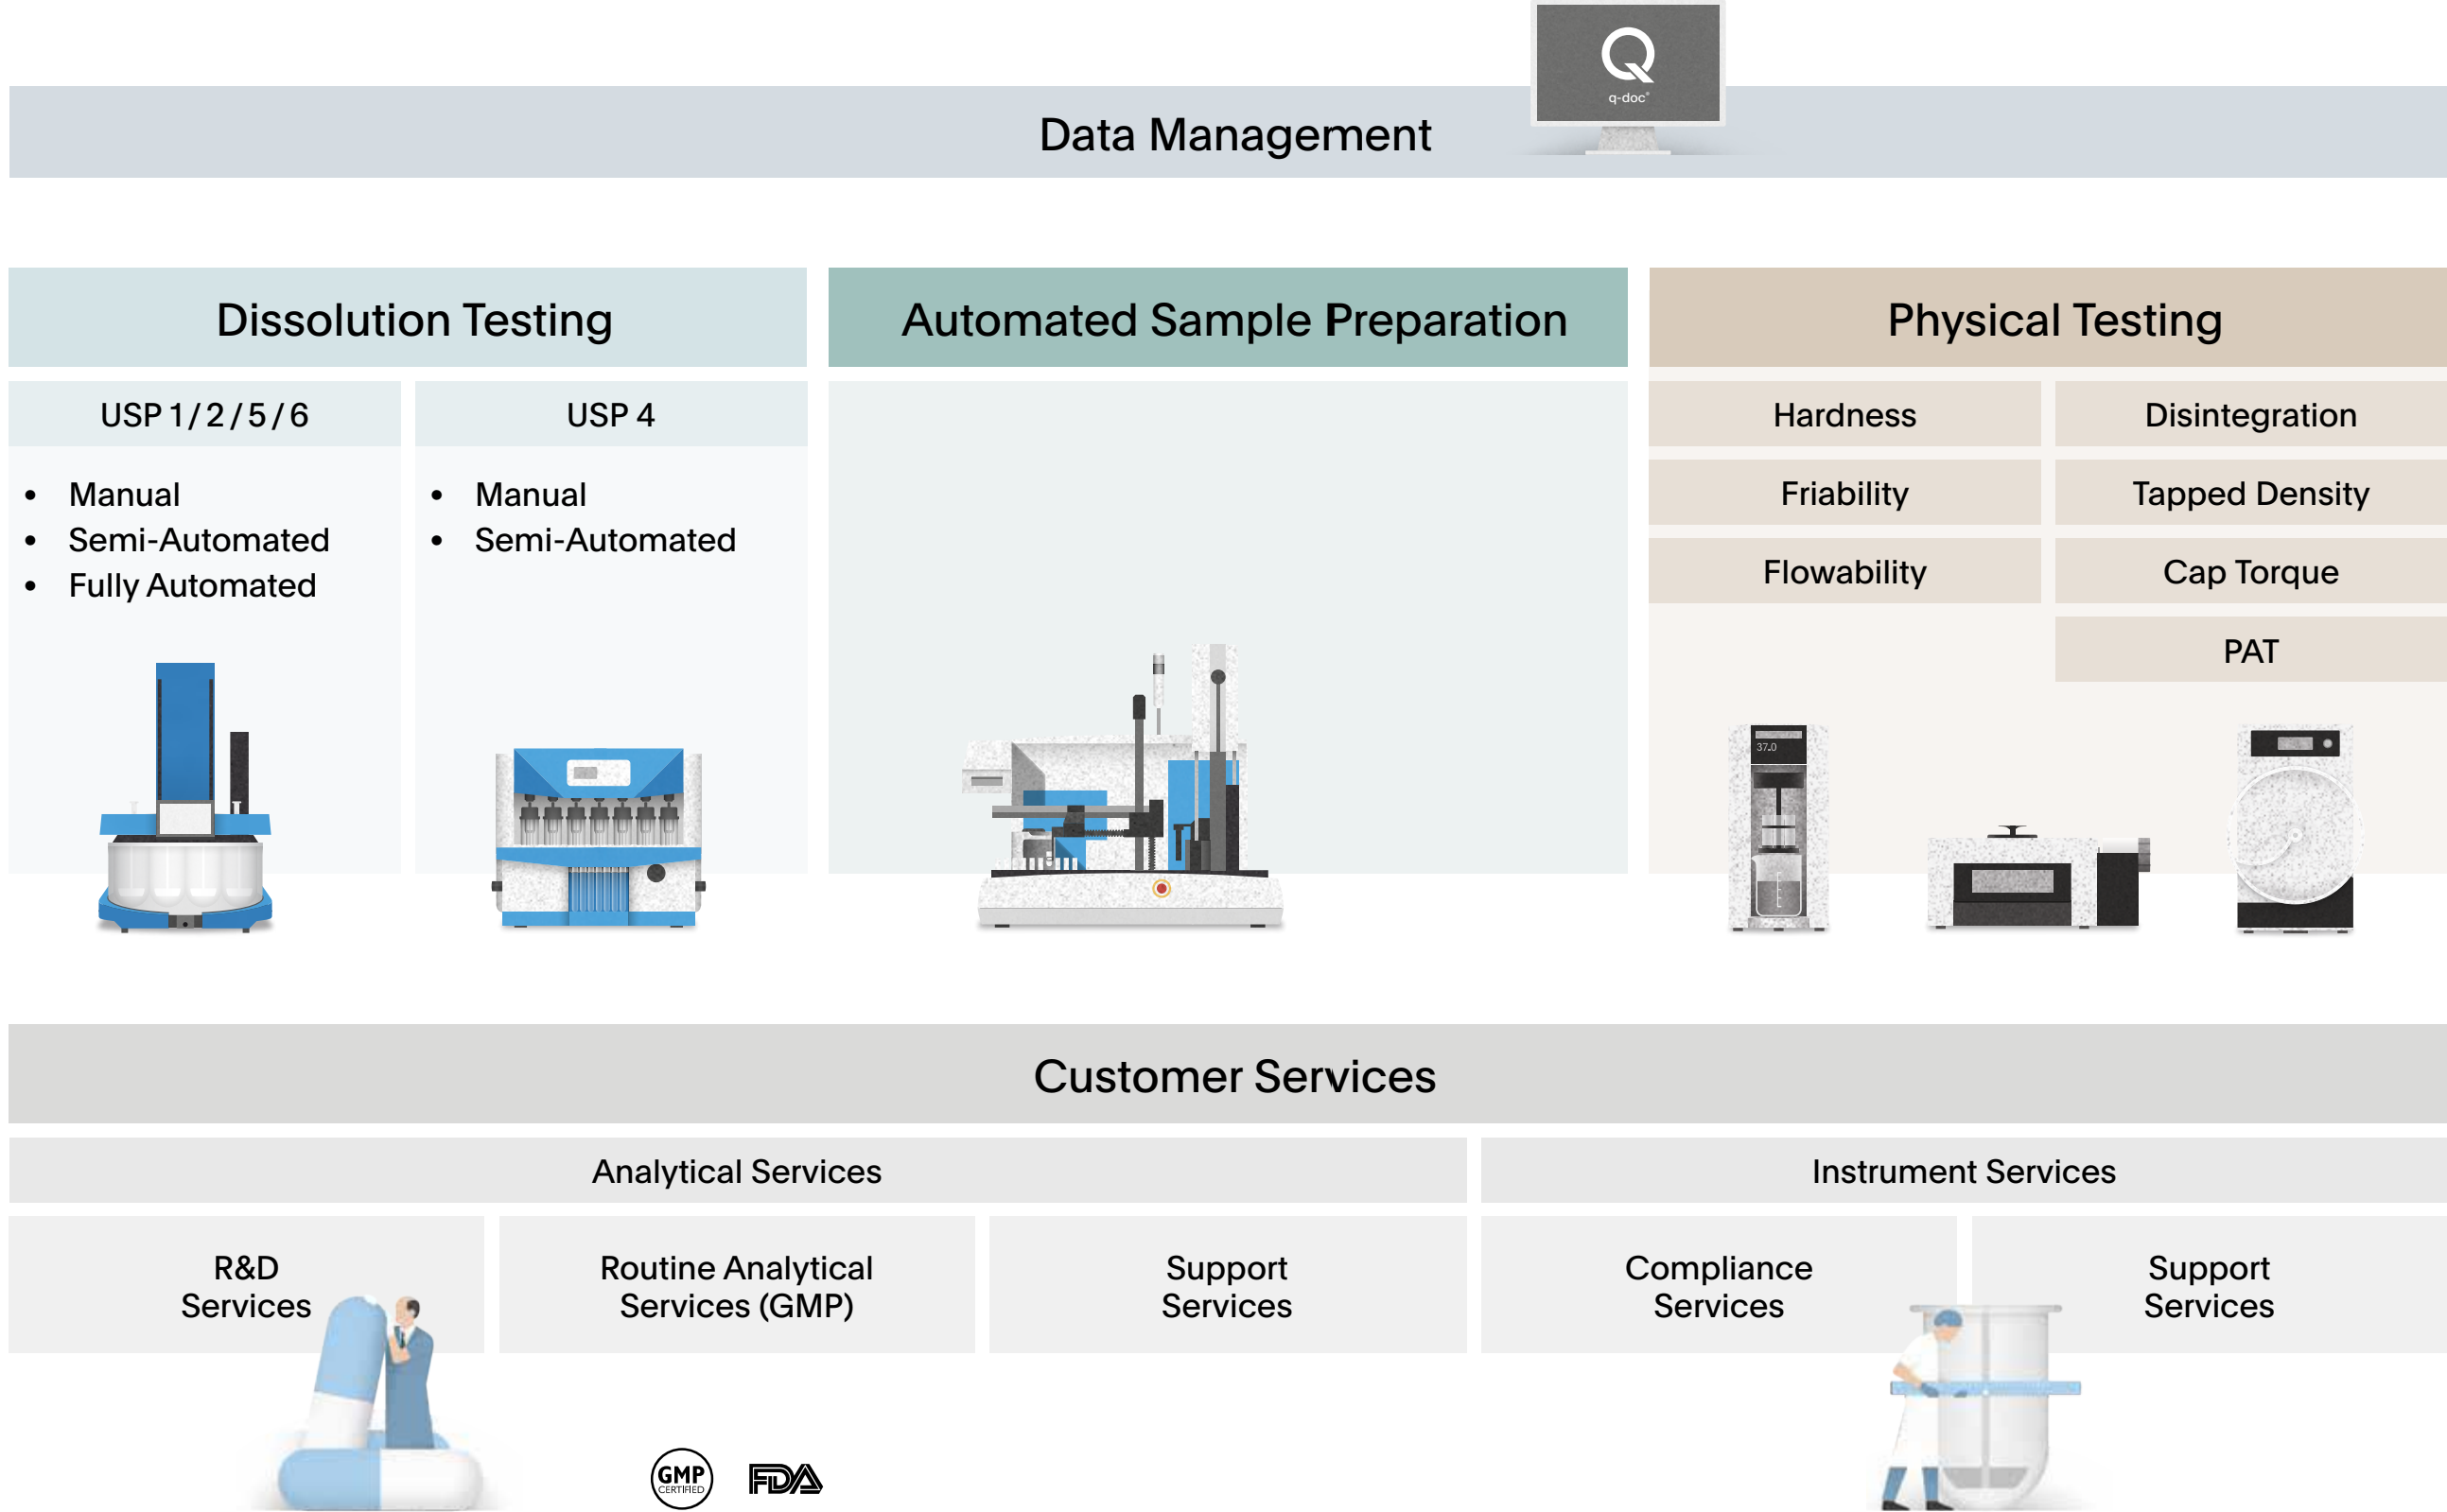 Q
q-doc®
Data Management
Dissolution Testing
USP 1 / 2 / 5 / 6
• Manual
• Semi-Automated
• Fully Automated
USP 4
• Manual
• Semi-Automated
Automated Sample Preparation
Physical Testing
Hardness
Disintegration
Friability
Tapped Density
Flowability
Cap Torque
PAT
37.0
Customer Services
Analytical Services
Instrument Services
R&D
Services
Routine Analytical
Services (GMP)
Support
Services
Compliance
Services
Support
Services
GMP
CERTIFIED
FDA